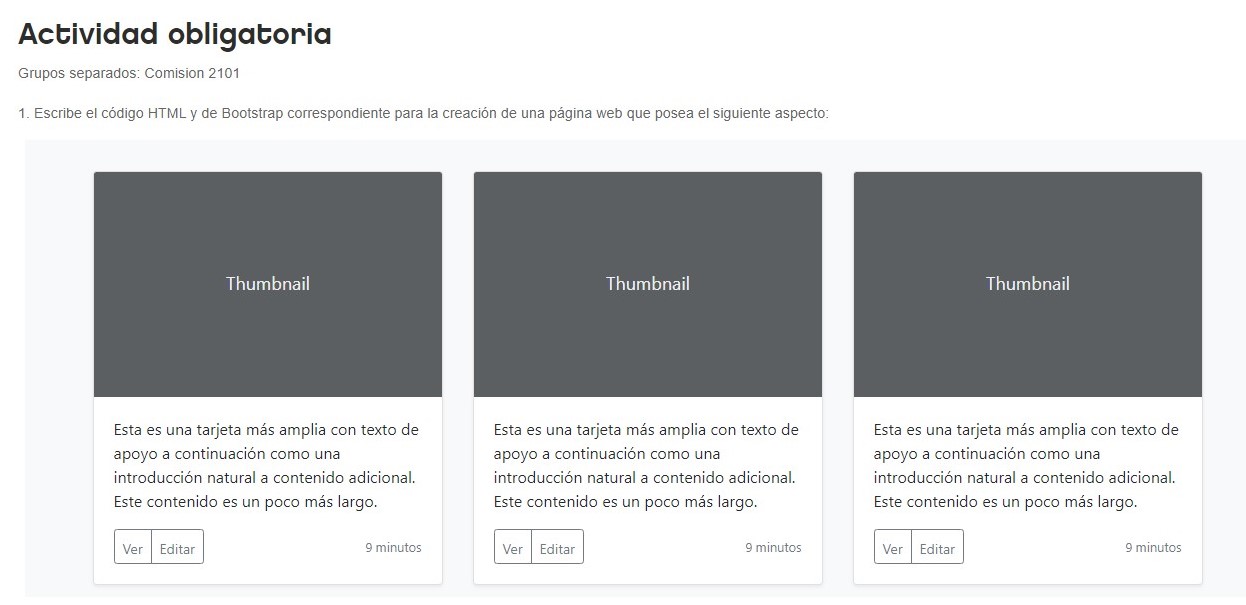 Actividad obligatoria
Grupos separados: Comision 2101
1. Escribe el código HTML y de Bootstrap correspondiente para la creación de una página web que posea el siguiente aspecto:
Thumbnail
Esta es una tarjeta más amplia con texto de
apoyo a continuación como una
introducción natural a contenido adicional.
Este contenido es un poco más largo.
Ver Editar 9 minutos
Thumbnail
Esta es una tarjeta más amplia con texto de
apoyo a continuación como una
introducción natural a contenido adicional.
Este contenido es un poco más largo.
Ver Editar 9 minutos
Thumbnail
Esta es una tarjeta más amplia con texto de
apoyo a continuación como una
introducción natural a contenido adicional.
Este contenido es un poco más largo.
Ver Editar 9 minutos